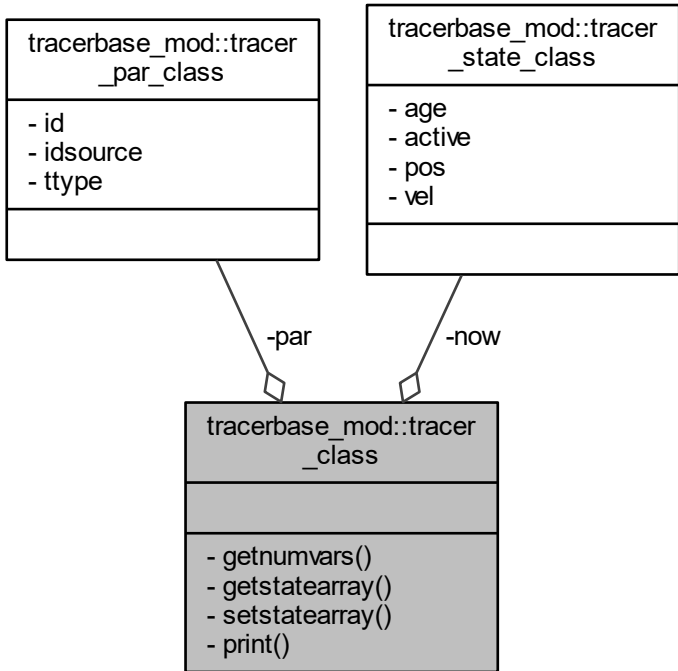 tracerbase_mod::tracer
_par_class
- id
- idsource
- ttype
tracerbase_mod::tracer
_state_class
- age
- active
- pos
- vel
-par
-now
tracerbase_mod::tracer
_class
- getnumvars()
- getstatearray()
- setstatearray()
- print()